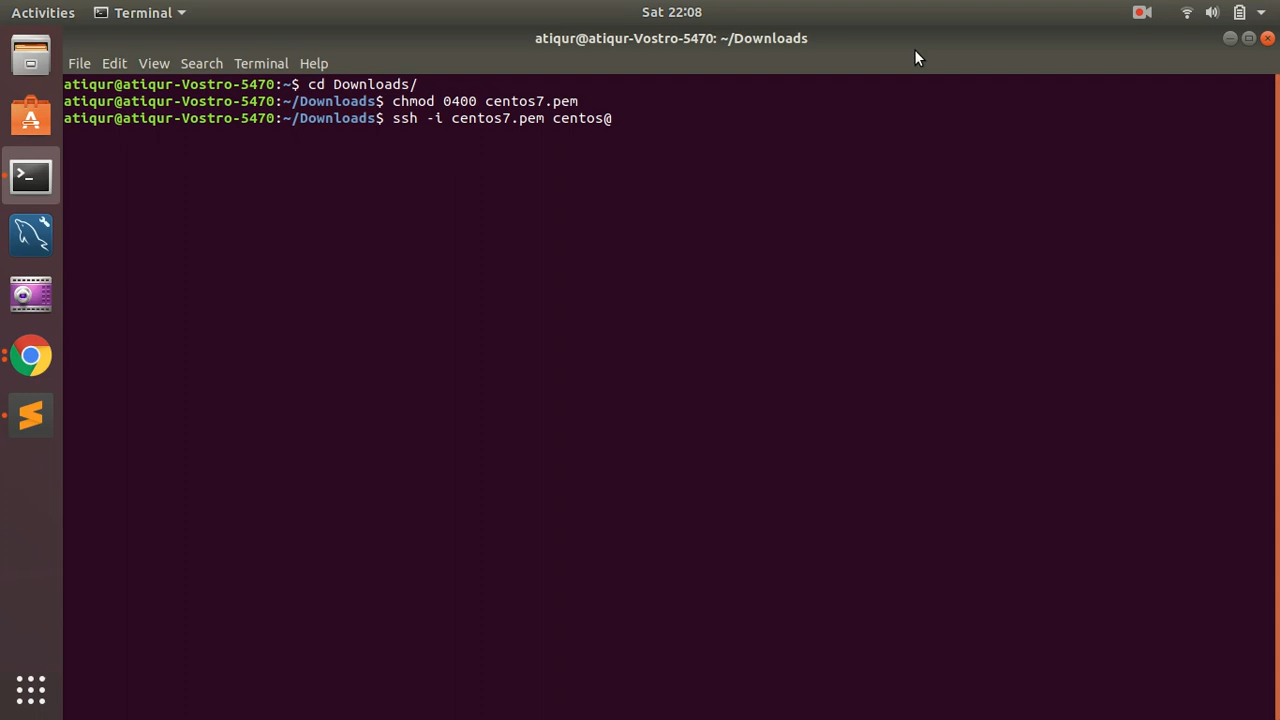 Activities Terminal Sat 22:08
atiqur@atiqur-Vostro-5470: ~/Downloads
File Edit View Search Terminal Help
atiqur@atiqur-Vostro-5470:~$ cd Downloads/
atiqur@atiqur-Vostro-5470:~/Downloads$ chmod 0400 centos7.pem
atiqur@atiqur-Vostro-5470:~/Downloads$ ssh -i centos7.pem centos@